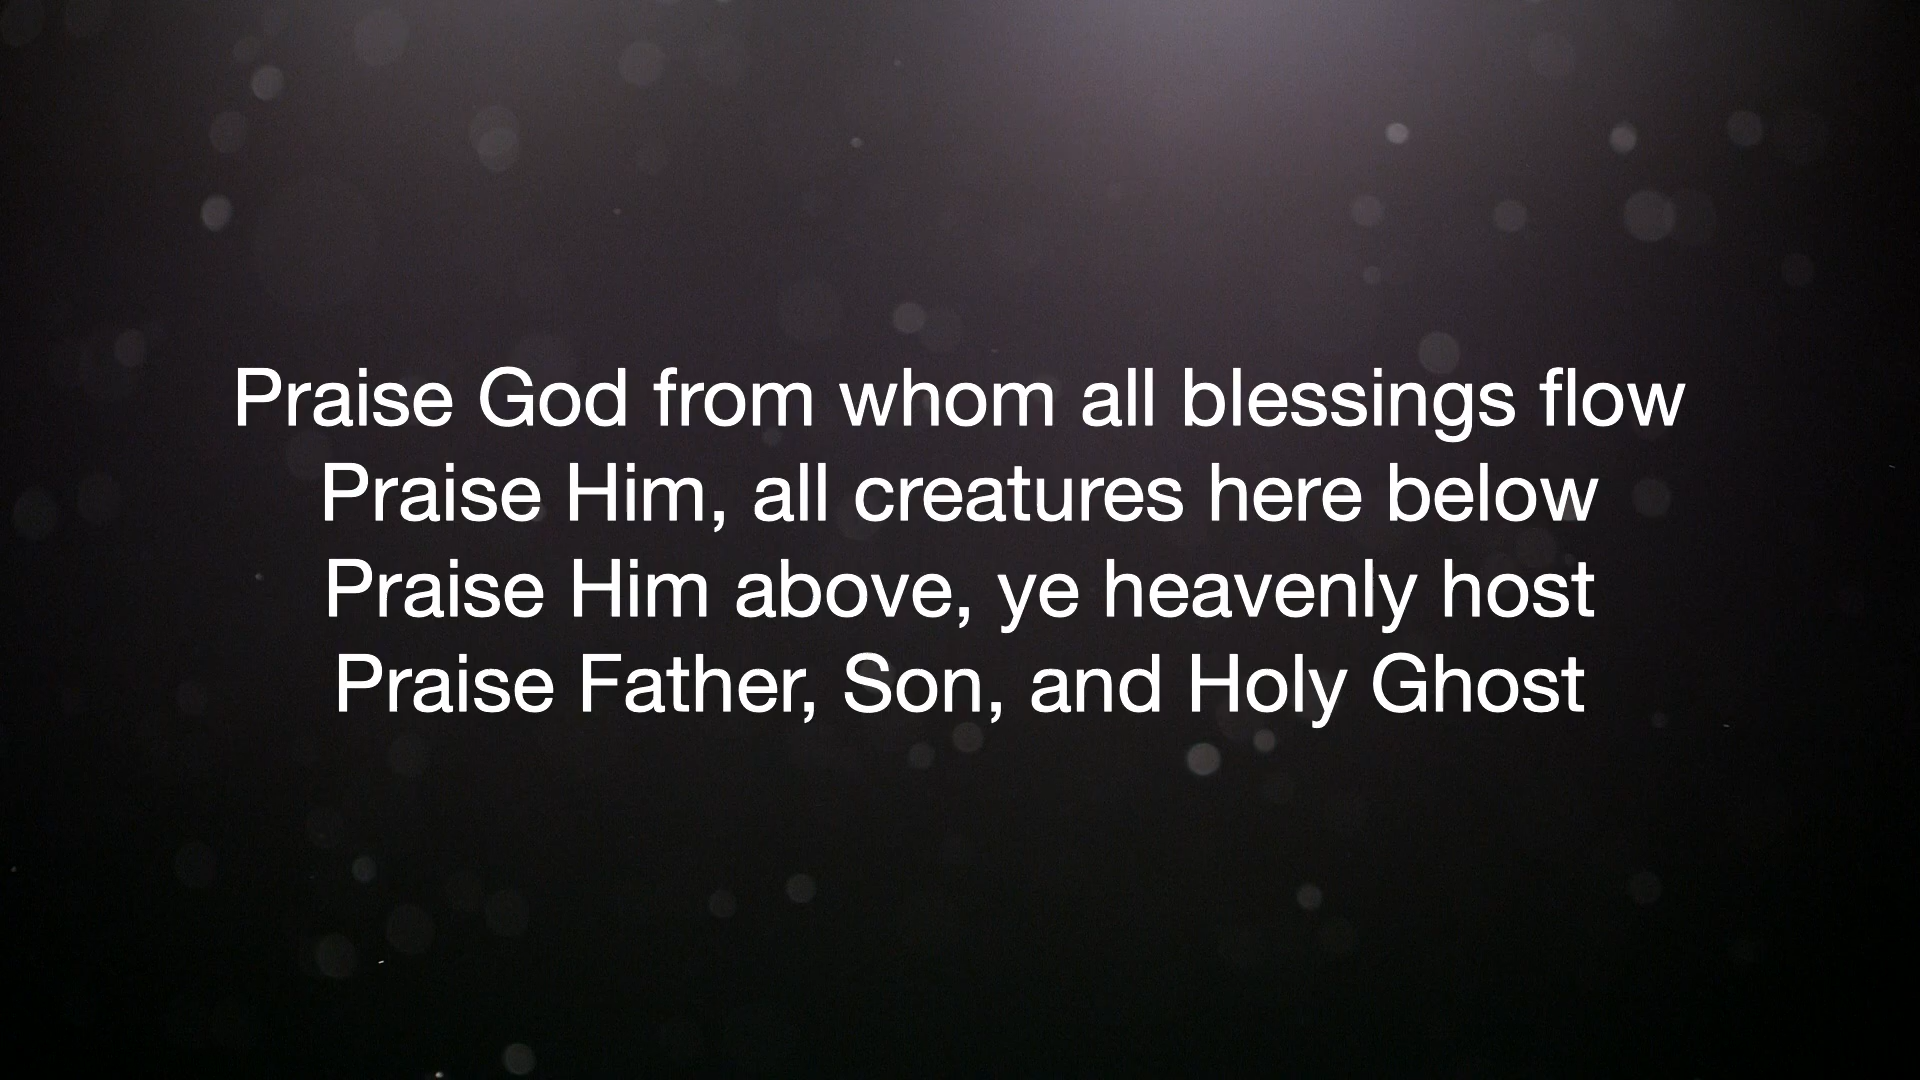 Praise God from whom all blessings flow
Praise Him, all creatures here below
Praise Him above, ye heavenly host
Praise Father, Son, and Holy Ghost